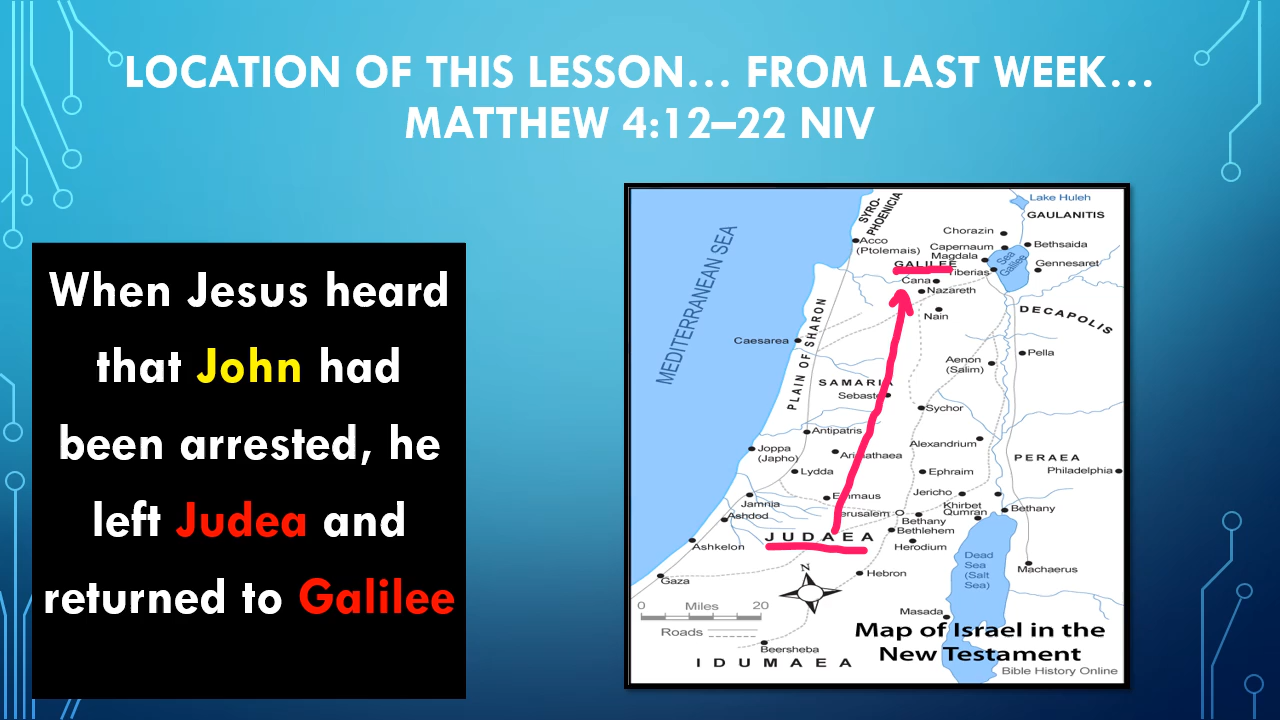 LOCATION OF THIS LESSON... FROM LAST WEEK...
MATTHEW 4:12–22 NIV
When Jesus heard
that John had
been arrested, he
left Judea and
returned to Galilee
MEDITERRANEAN SEA
SYRO-
PHOENICIA
Lake Huleh
GAULANITIS
Chorazin
Acco
(Ptolemais)
Capernaum
Bethsaida
Magdala
GALILEE
Sea
Galilee
Gennesaret
Tiberias
Cana
Nazareth
Nain
DECAPOLIS
PLAIN OF SHARON
Caesarea
Pella
Aenon
(Salim)
SAMARIA
Sebaste
Sychor
Antipatris
Alexandrium
Joppa
(Japho)
Arimathaea
PERAEA
Lydda
Ephraim
Philadelphia
Emmaus
Jericho
Jamnia
Khirbet
Qumran
Bethany
Ashdod
Jerusalem
Bethany
Bethlehem
JUDAEA
Ashkelon
Herodium
Dead
Sea
(Salt
Sea)
Machaerus
Gaza
N
Hebron
0 Miles 20
Masada
Roads
Map of Israel in the
New Testament
Beersheba
IDUMAEA
Bible History Online